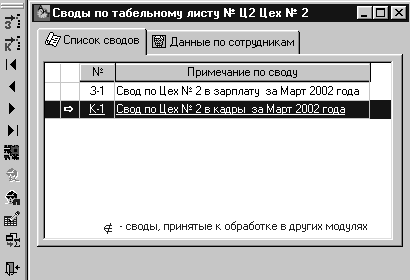 Своды по табельному листу № Ц2 Цех № 2
Список сводов
Данные по сотрудникам
№ Примечание по своду
З-1 Свод по Цех № 2 в зарплату за Март 2002 года
К-1 Свод по Цех № 2 в кадры за Март 2002 года
- своды, принятые к обработке в других модулях
З
К